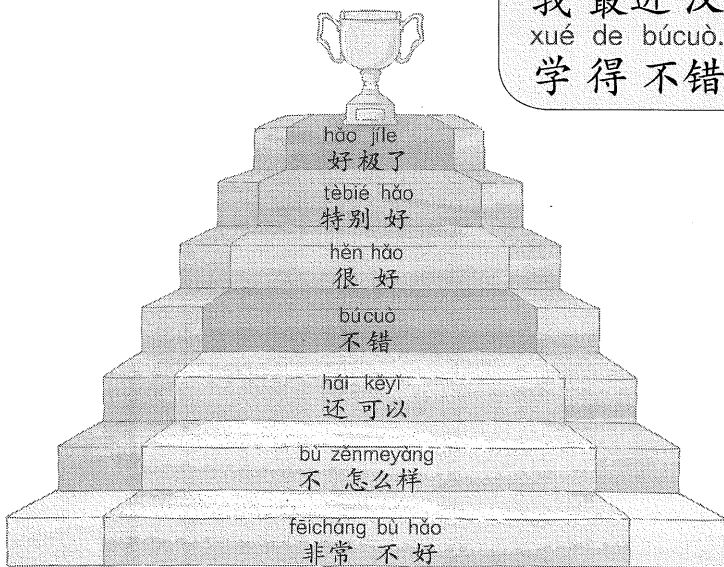 我 最近
xué de búcuò.
学 得 不错
hǎo jíle
好极了
tèbié hǎo
特别 好
hěn hǎo
很 好
búcuò
不错
hái kěyǐ
还 可以
bù zěnmeyàng
不 怎么样
fēicháng bù hǎo
非常 不 好